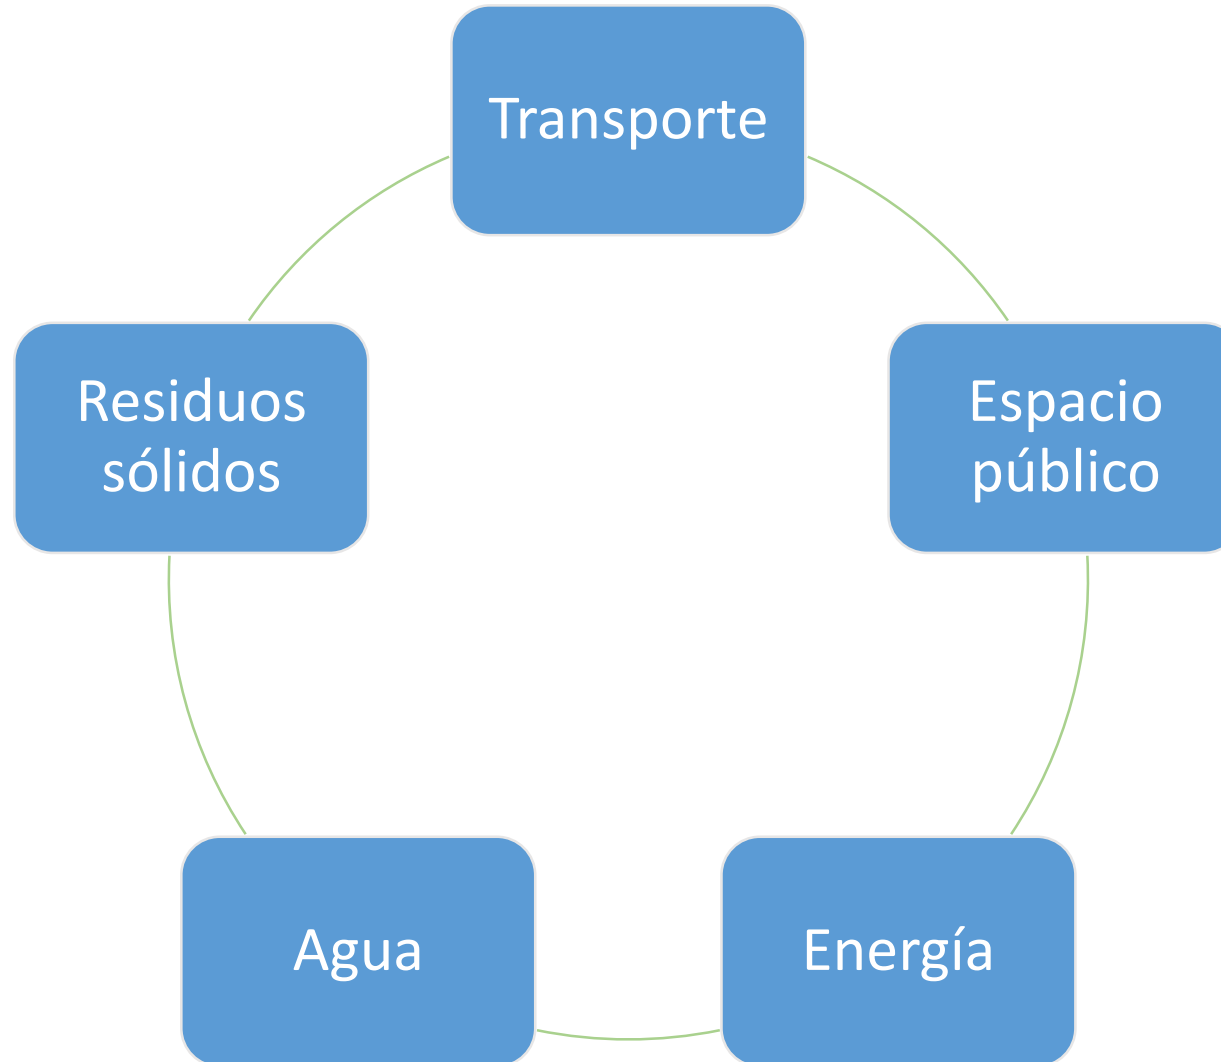 Transporte
Residuos
sólidos
Espacio
público
Agua
Energía